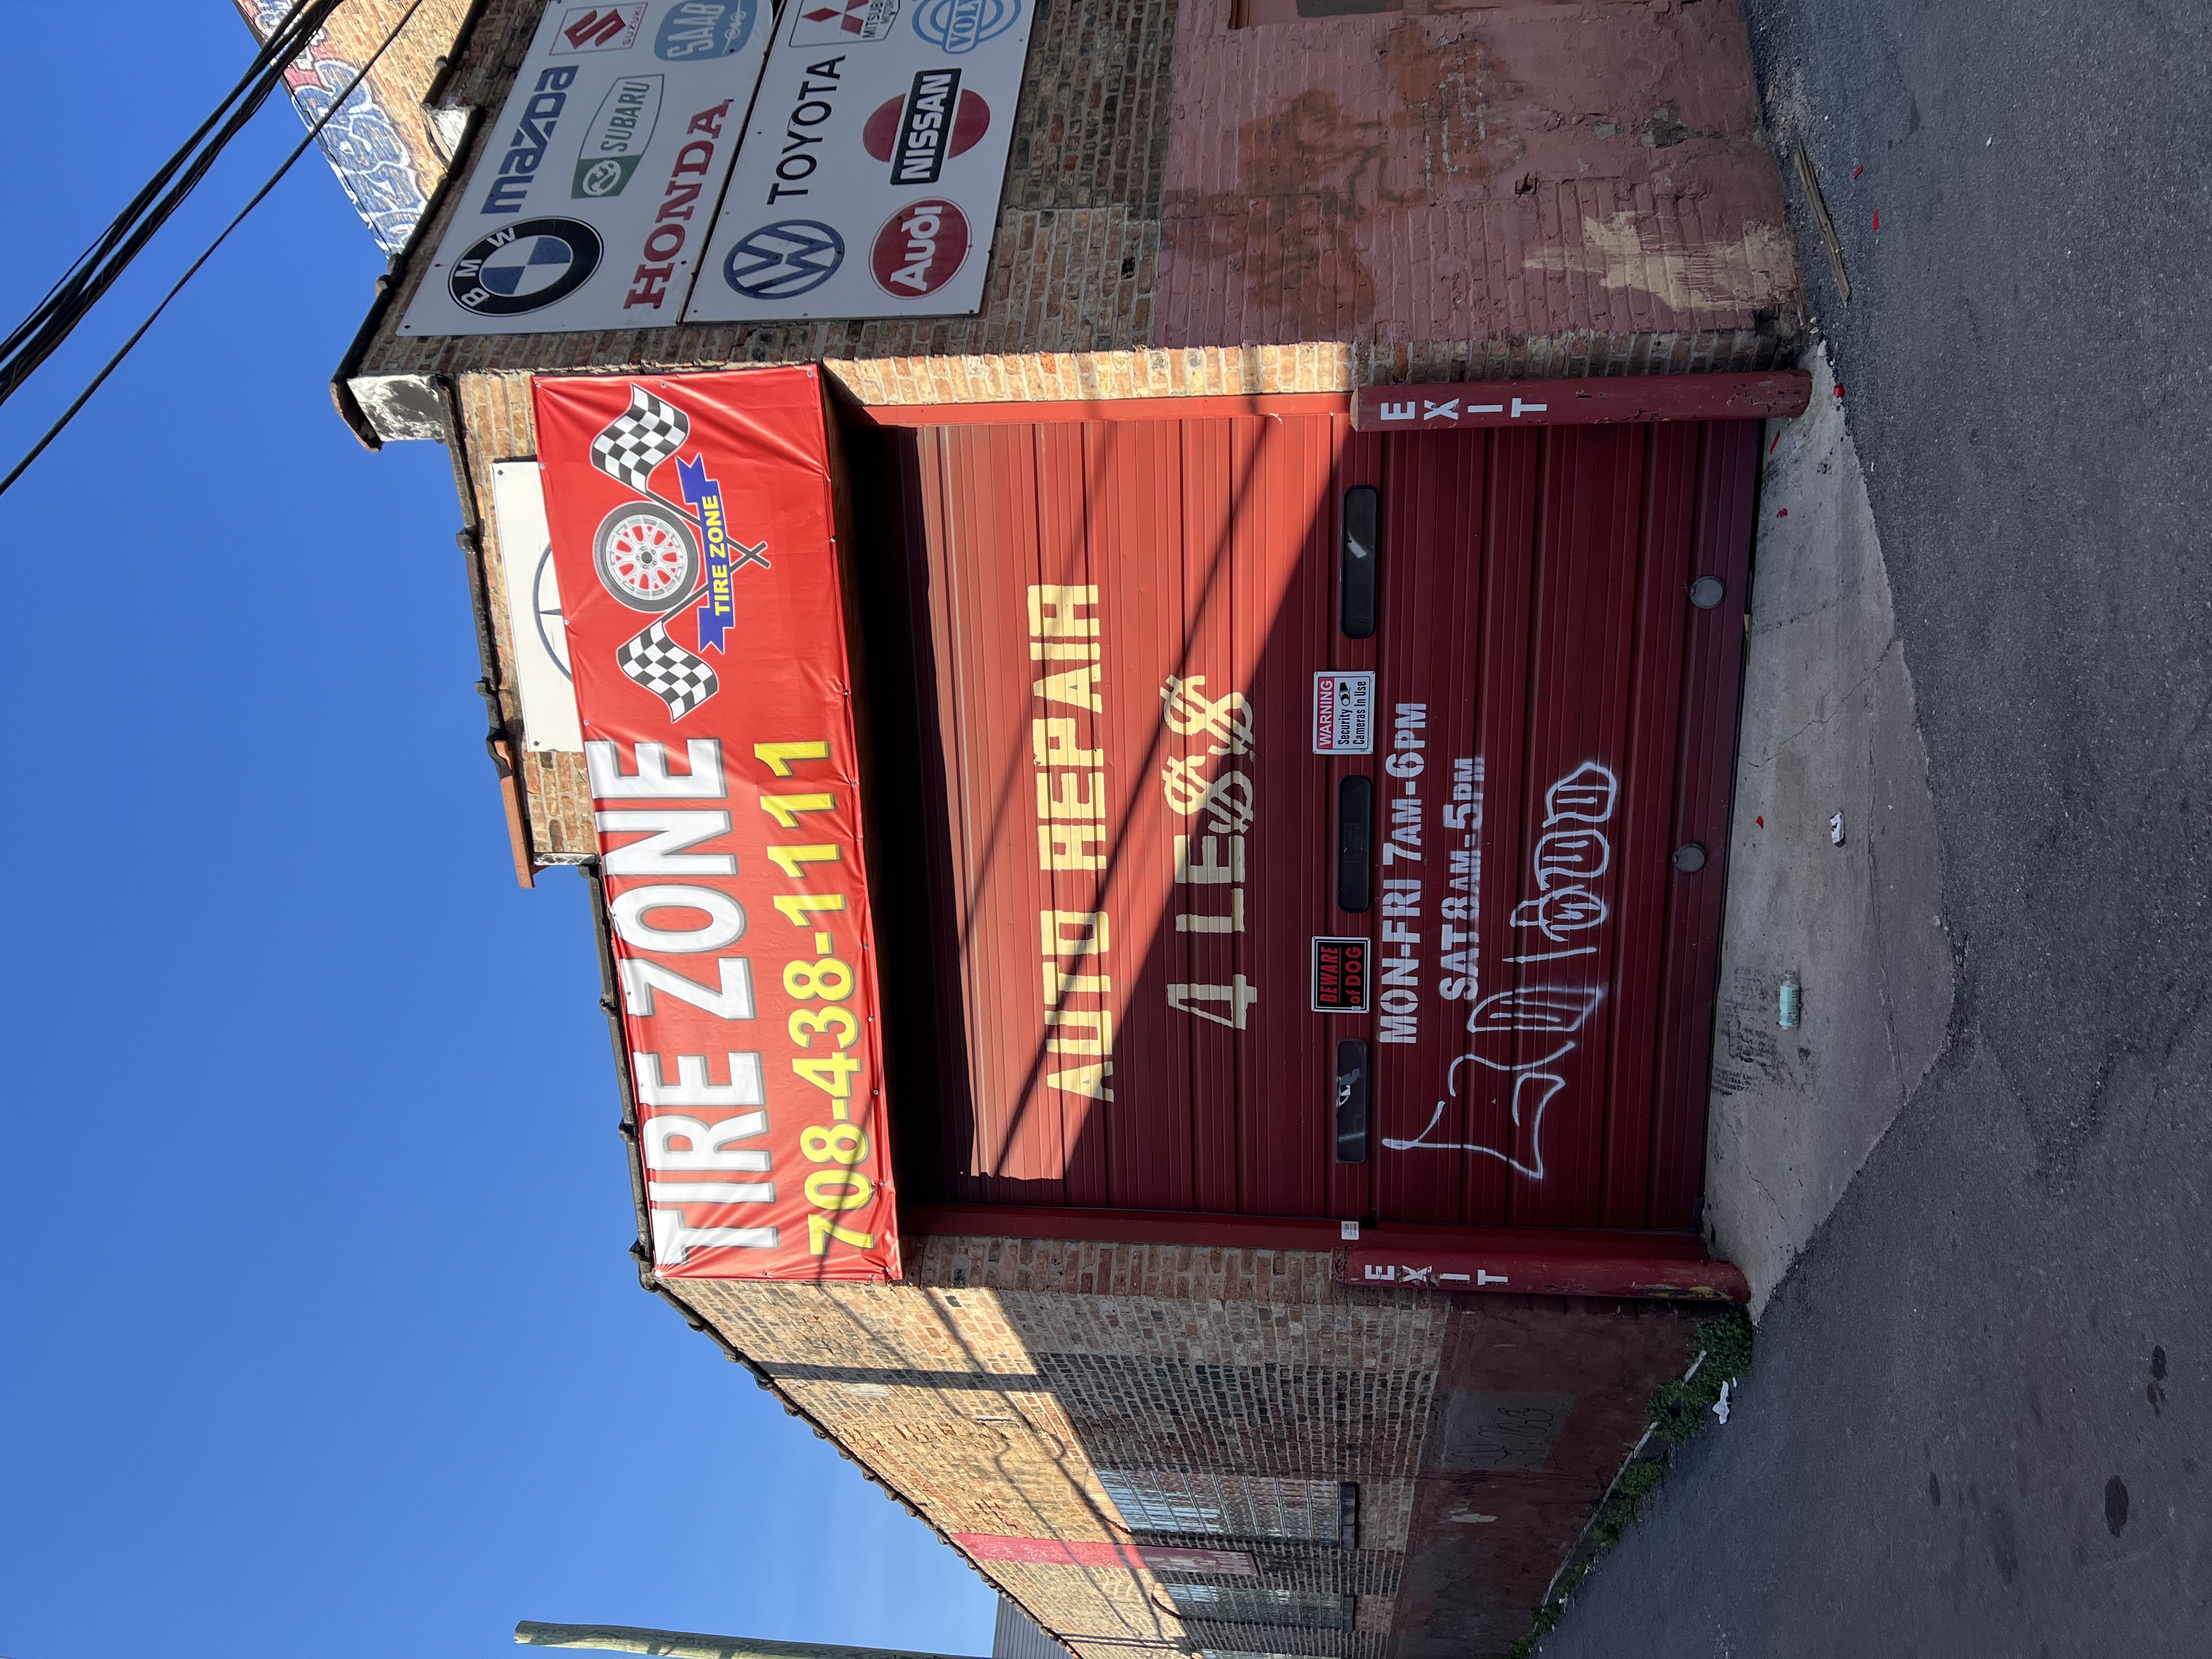 TIRE ZONE
708-438-1111
TIRE ZONE
AUTO REPAIR
4 LE$$
BEWARE
of DOG
WARNING
Security
Cameras In Use
MON-FRI 7AM-6PM
SAT 8AM-5PM
EXIT
EXIT
BMW
mazda
SUZUKI
SUBARU
SAAB
HONDA
TOYOTA
MITSUBISHI
MOTORS
Audi
NISSAN